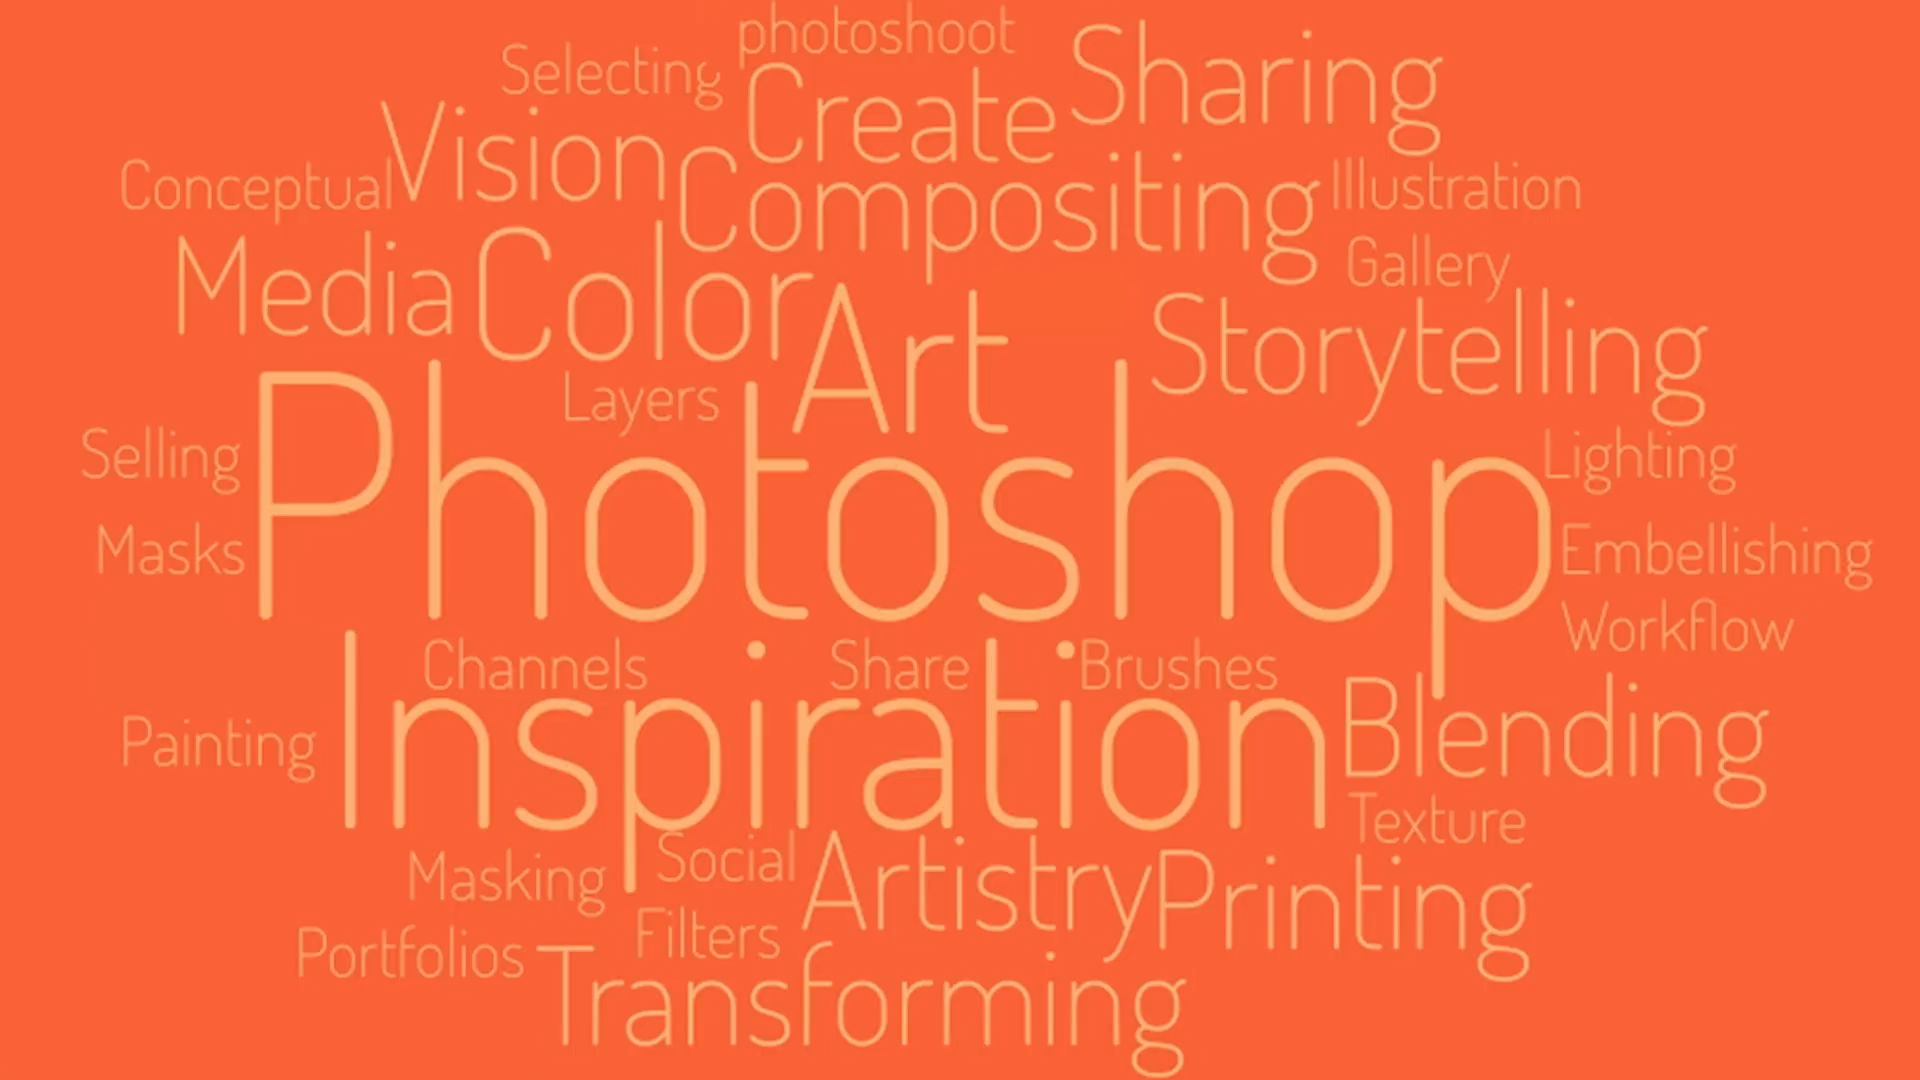 photoshoot
Selecting
Sharing
Create
Vision
Conceptual
Compositing
Illustration
Gallery
Media
Color
Art
Storytelling
Layers
Selling
Photoshop
Lighting
Masks
Embellishing
Workflow
Channels
Share
Brushes
Inspiration
Blending
Painting
Texture
Masking
Social
Artistry
Printing
Filters
Portfolios
Transforming